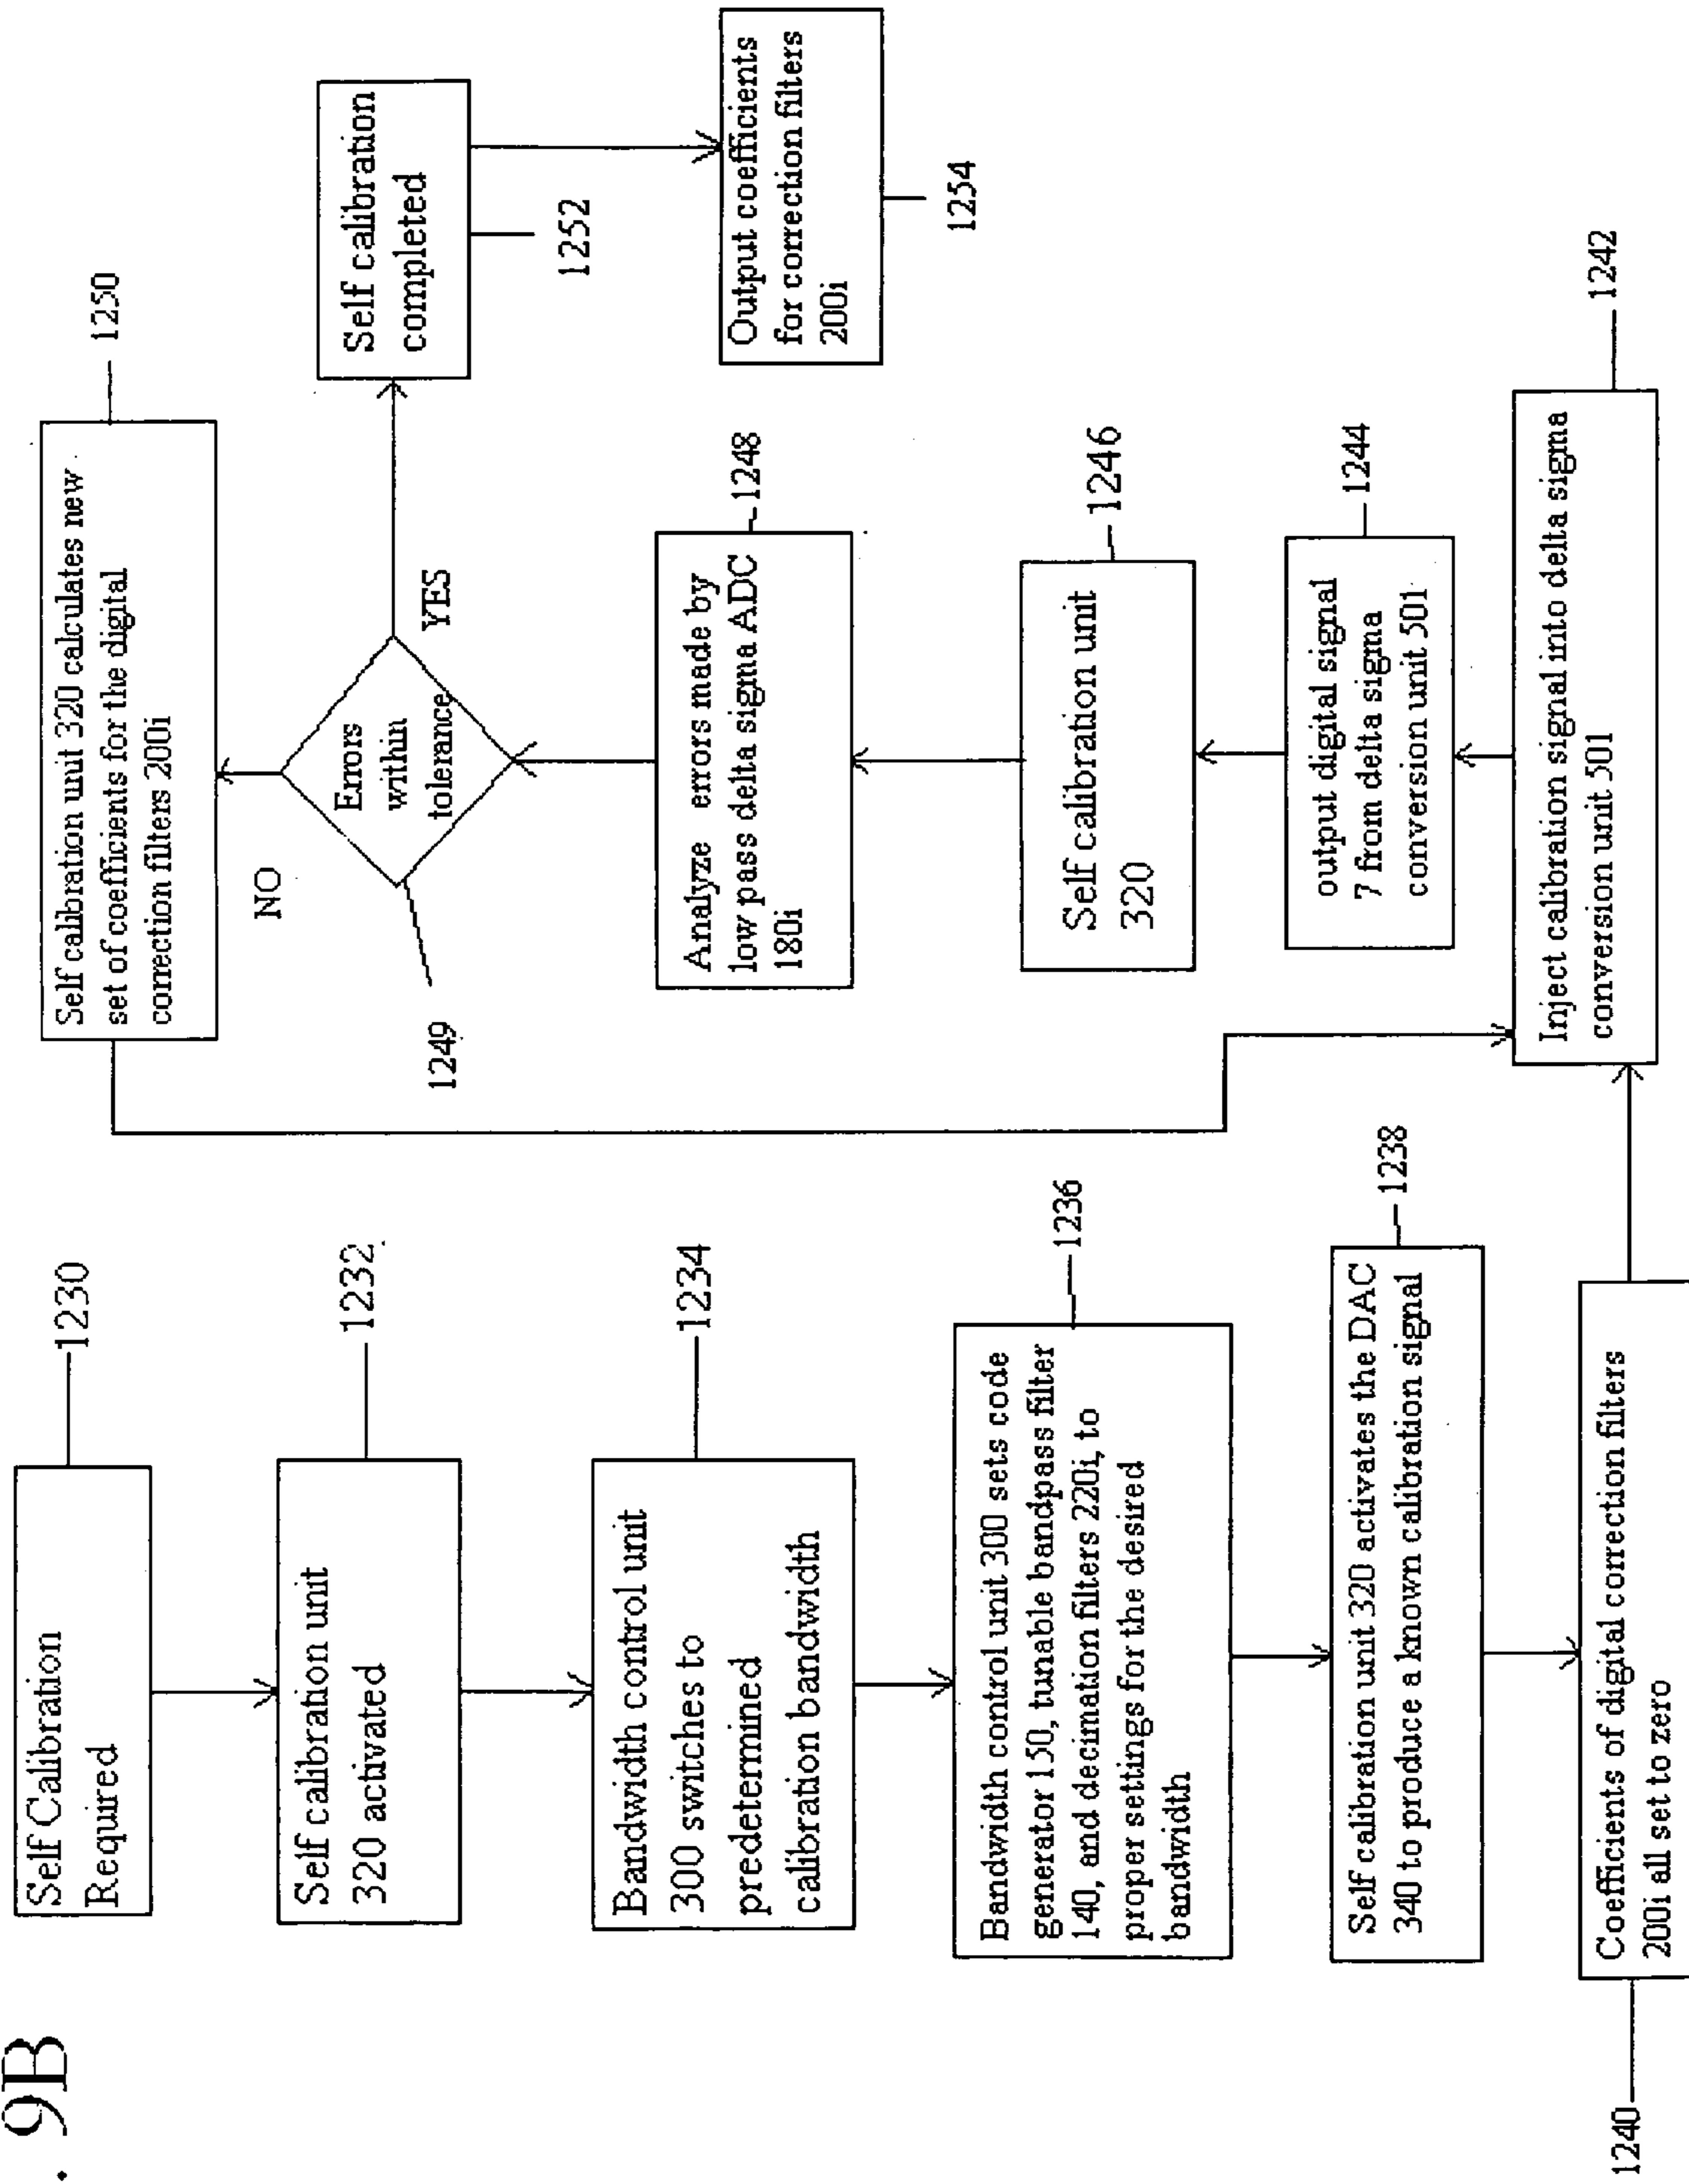 . 9B
Self Calibration
Required
1230
Self calibration unit
320 activated
1232
Bandwidth control unit
300 switches to
predetermined
calibration bandwidth
1234
Bandwidth control unit 300 sets code
generator 150, tunable bandpass filter
140, and decimation filters 220i, to
proper settings for the desired
bandwidth
1236
Self calibration unit 320 activates the DAC
340 to produce a known calibration signal
1238
Coefficients of digital correction filters
200i all set to zero
1240
Inject calibration signal into delta sigma
conversion unit 501
1242
output digital signal
7 from delta sigma
conversion unit 501
1244
Self calibration unit
320
1246
Analyze errors made by
low pass delta sigma ADC
180i
1248
Errors
within
tolerance
1249
NO
YES
Self calibration unit 320 calculates new
set of coefficients for the digital
correction filters 200i
1250
Self calibration
completed
1252
Output coefficients
for correction filters
200i
1254